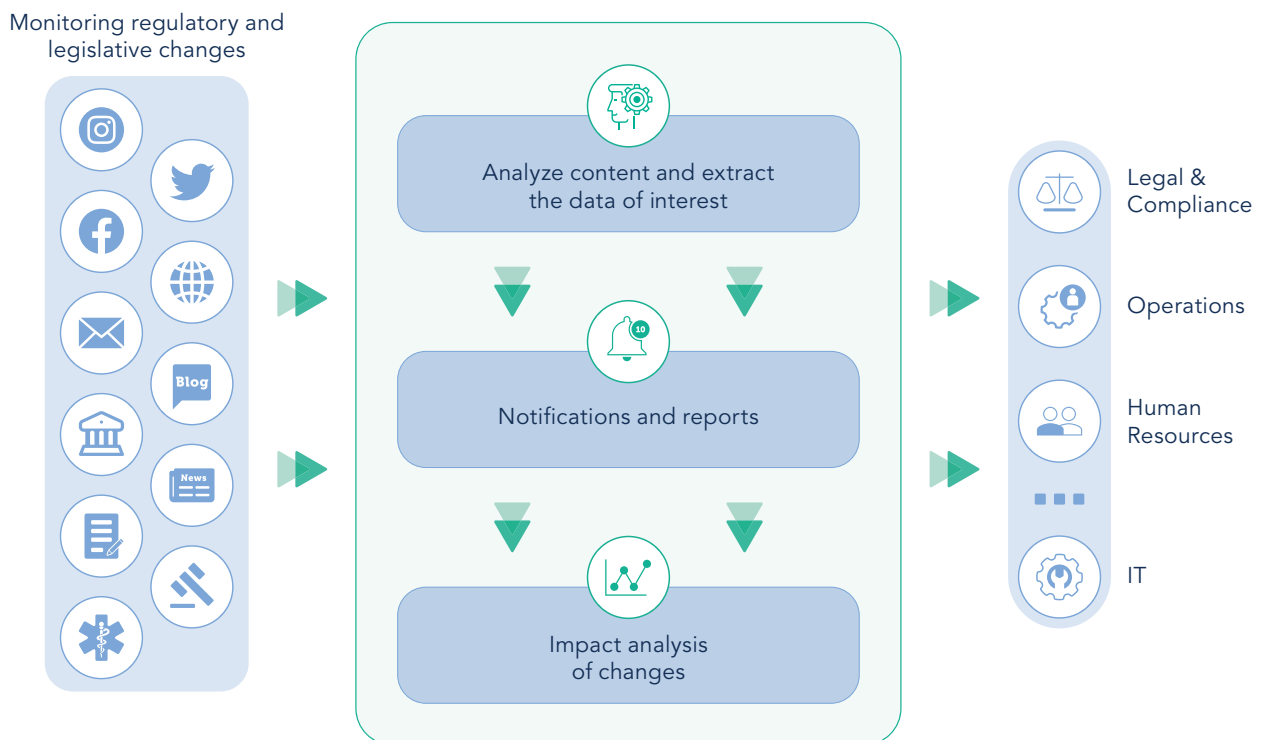 Monitoring regulatory and
legislative changes
Blog
News
Analyze content and extract
the data of interest
10
Notifications and reports
Impact analysis
of changes
Legal &
Compliance
Operations
Human
Resources
IT